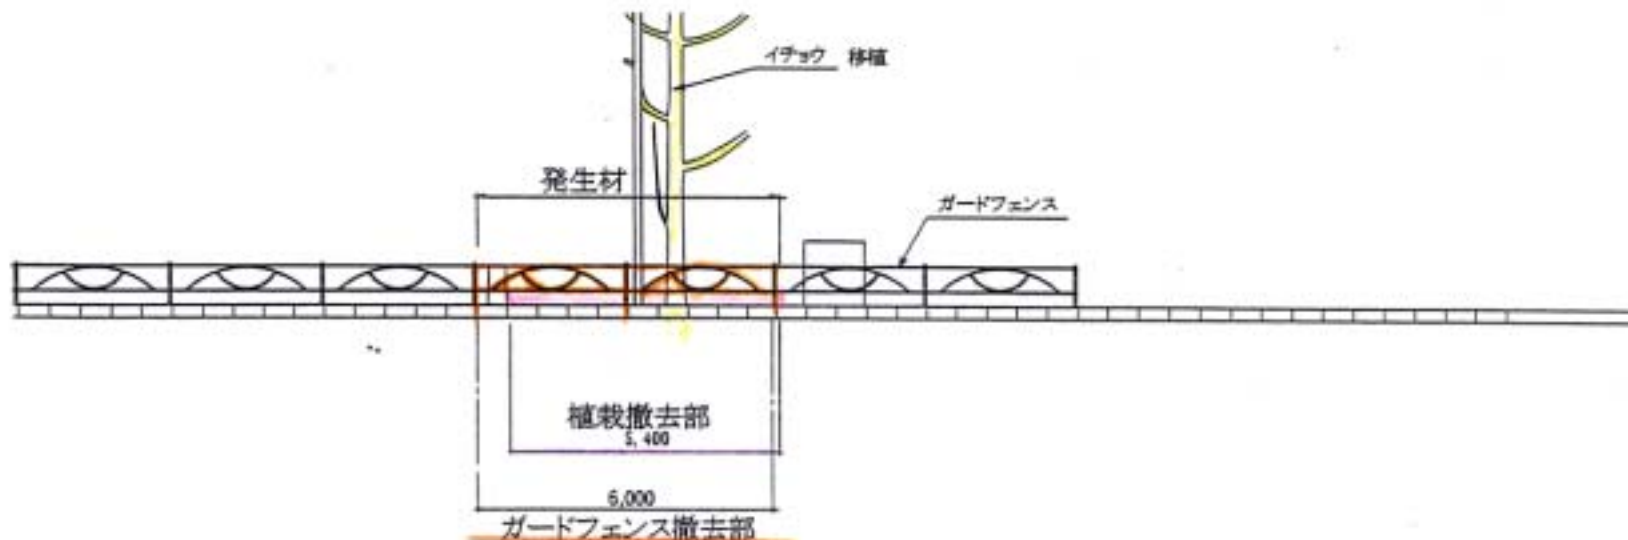 イチョウ 移植
発生材
ガードフェンス
植栽撤去部
5,400
6,000
ガードフェンス撤去部